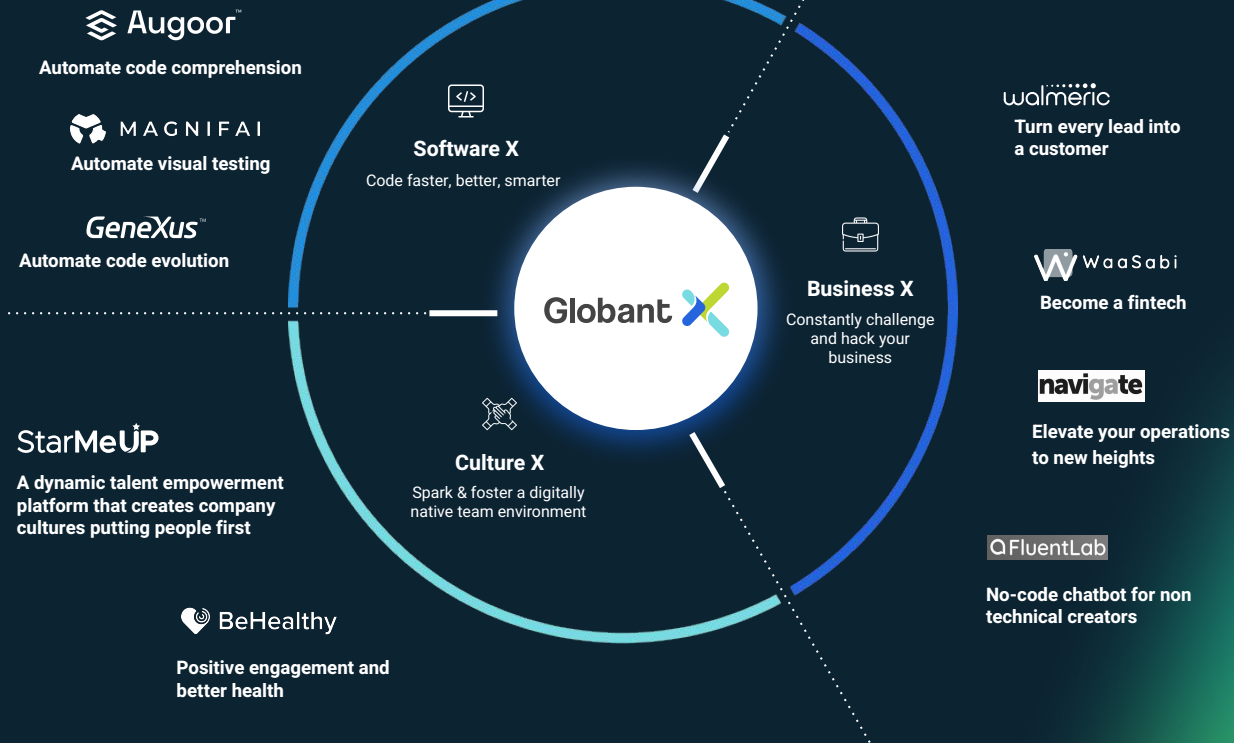 Augoor™
Automate code comprehension
MAGNIFAI
Automate visual testing
GeneXus™
Automate code evolution
</>
Software X
Code faster, better, smarter
Globant X
Business X
Constantly challenge
and hack your
business
Culture X
Spark & foster a digitally
native team environment
walmeric
Turn every lead into
a customer
WaaSabi
Become a fintech
navigate
Elevate your operations
to new heights
FluentLab
No-code chatbot for non
technical creators
StarMeUP
A dynamic talent empowerment
platform that creates company
cultures putting people first
BeHealthy
Positive engagement and
better health